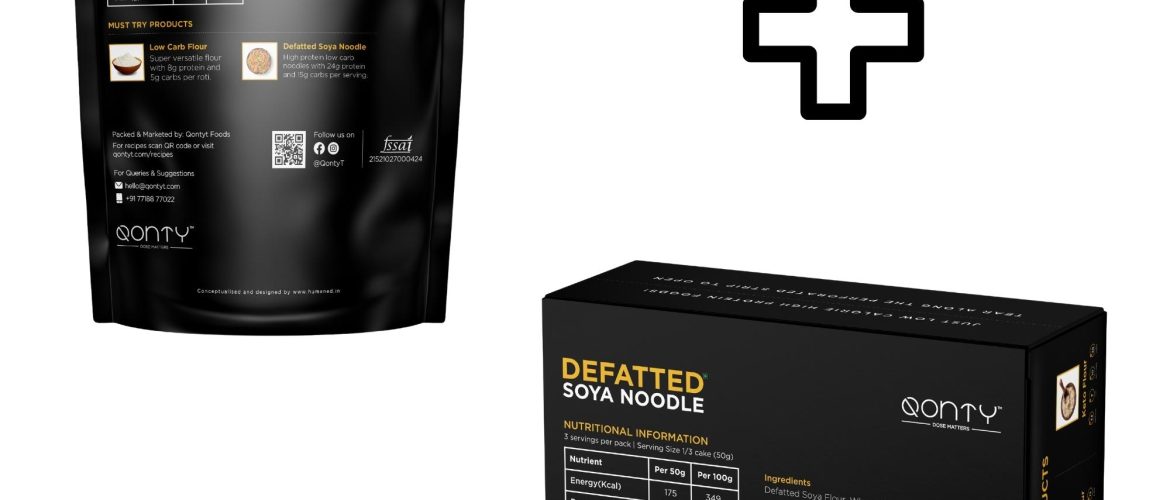 MUST TRY PRODUCTS
Low Carb Flour
Super versatile flour
with 8g protein and
5g carbs per roti.
Defatted Soya Noodle
High protein low carb
noodles with 24g protein
and 15g carbs per serving.
Packed & Marketed by: Qontyt Foods
For recipes scan QR code or visit
qontyt.com/recipes
For Queries & Suggestions
hello@qontyt.com
+91 77188 77022
Follow us on
@QontyT
fssai
21521027000424
QONTY™
DOSE MATTERS
Conceptualised and designed by www.humaned.in
TEAR ALONG THE PERFORATED STRIP TO OPEN
JUST LOW CALORIE HIGH PROTEIN FOODS!
DEFATTED
SOYA NOODLE
QONTY™
DOSE MATTERS
NUTRITIONAL INFORMATION
3 servings per pack | Serving Size 1/3 cake (50g)
Nutrient Per 50g Per 100g
Energy(Kcal) 175 349
Ingredients
Defatted Soya Flour
Keto Flour